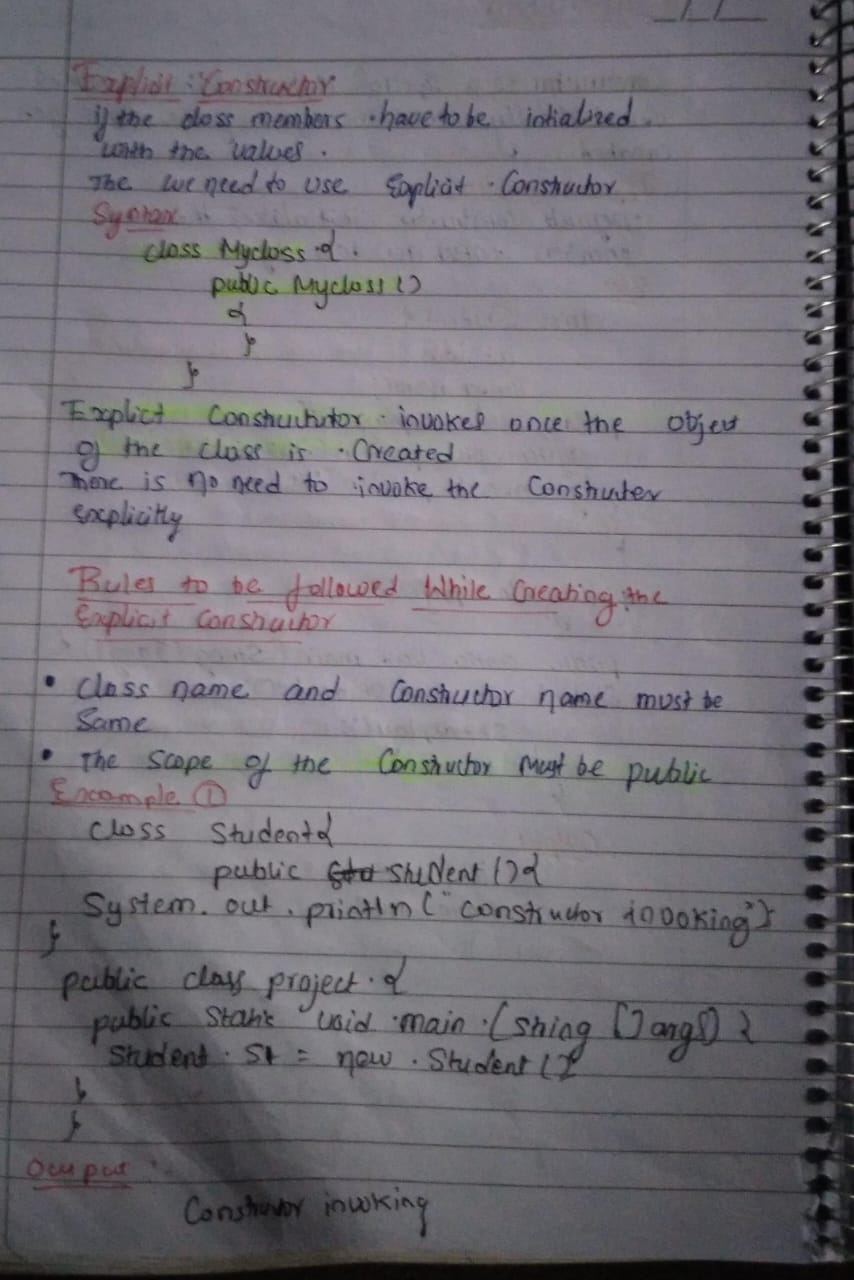 Explicit : Constructor
if the class members have to be intialized
with the values.
The we need to use Explicit Constructor
Syntax
class Myclass {
public Myclass ()
{
}
}
Explict Constructor invokes once the Object
of the class is Created
There is no need to invoke the Constructer
explicitly
Rules to be followed While Creating the
Explicit Constructor
• Class name and Constuctor name must be
Same
• The Scope of the Constructor Must be public
Example ①
Class Student{
public Student () {
System. out. println ("constructor invoking"}
}
public class project {
public Static void main (String [] args) {
Student St = new Student ()
}
}
Output :
Constructor invoking